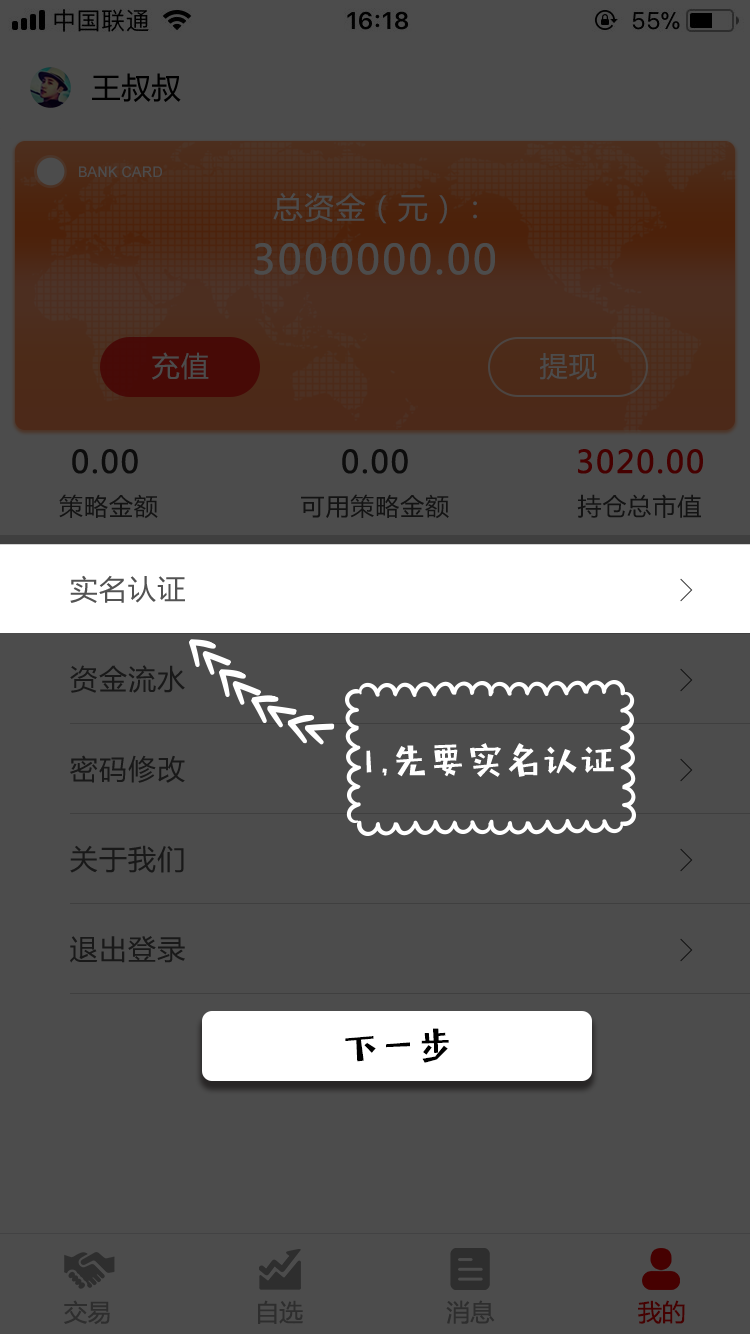 中国联通 16:18 55%
王叔叔
BANK CARD
总资金（元）：
3000000.00
充值 提现
0.00 0.00 3020.00
策略金额 可用策略金额 持仓总市值
实名认证
资金流水
1,先要实名认证
密码修改
关于我们
退出登录
下一步
交易 自选 消息 我的